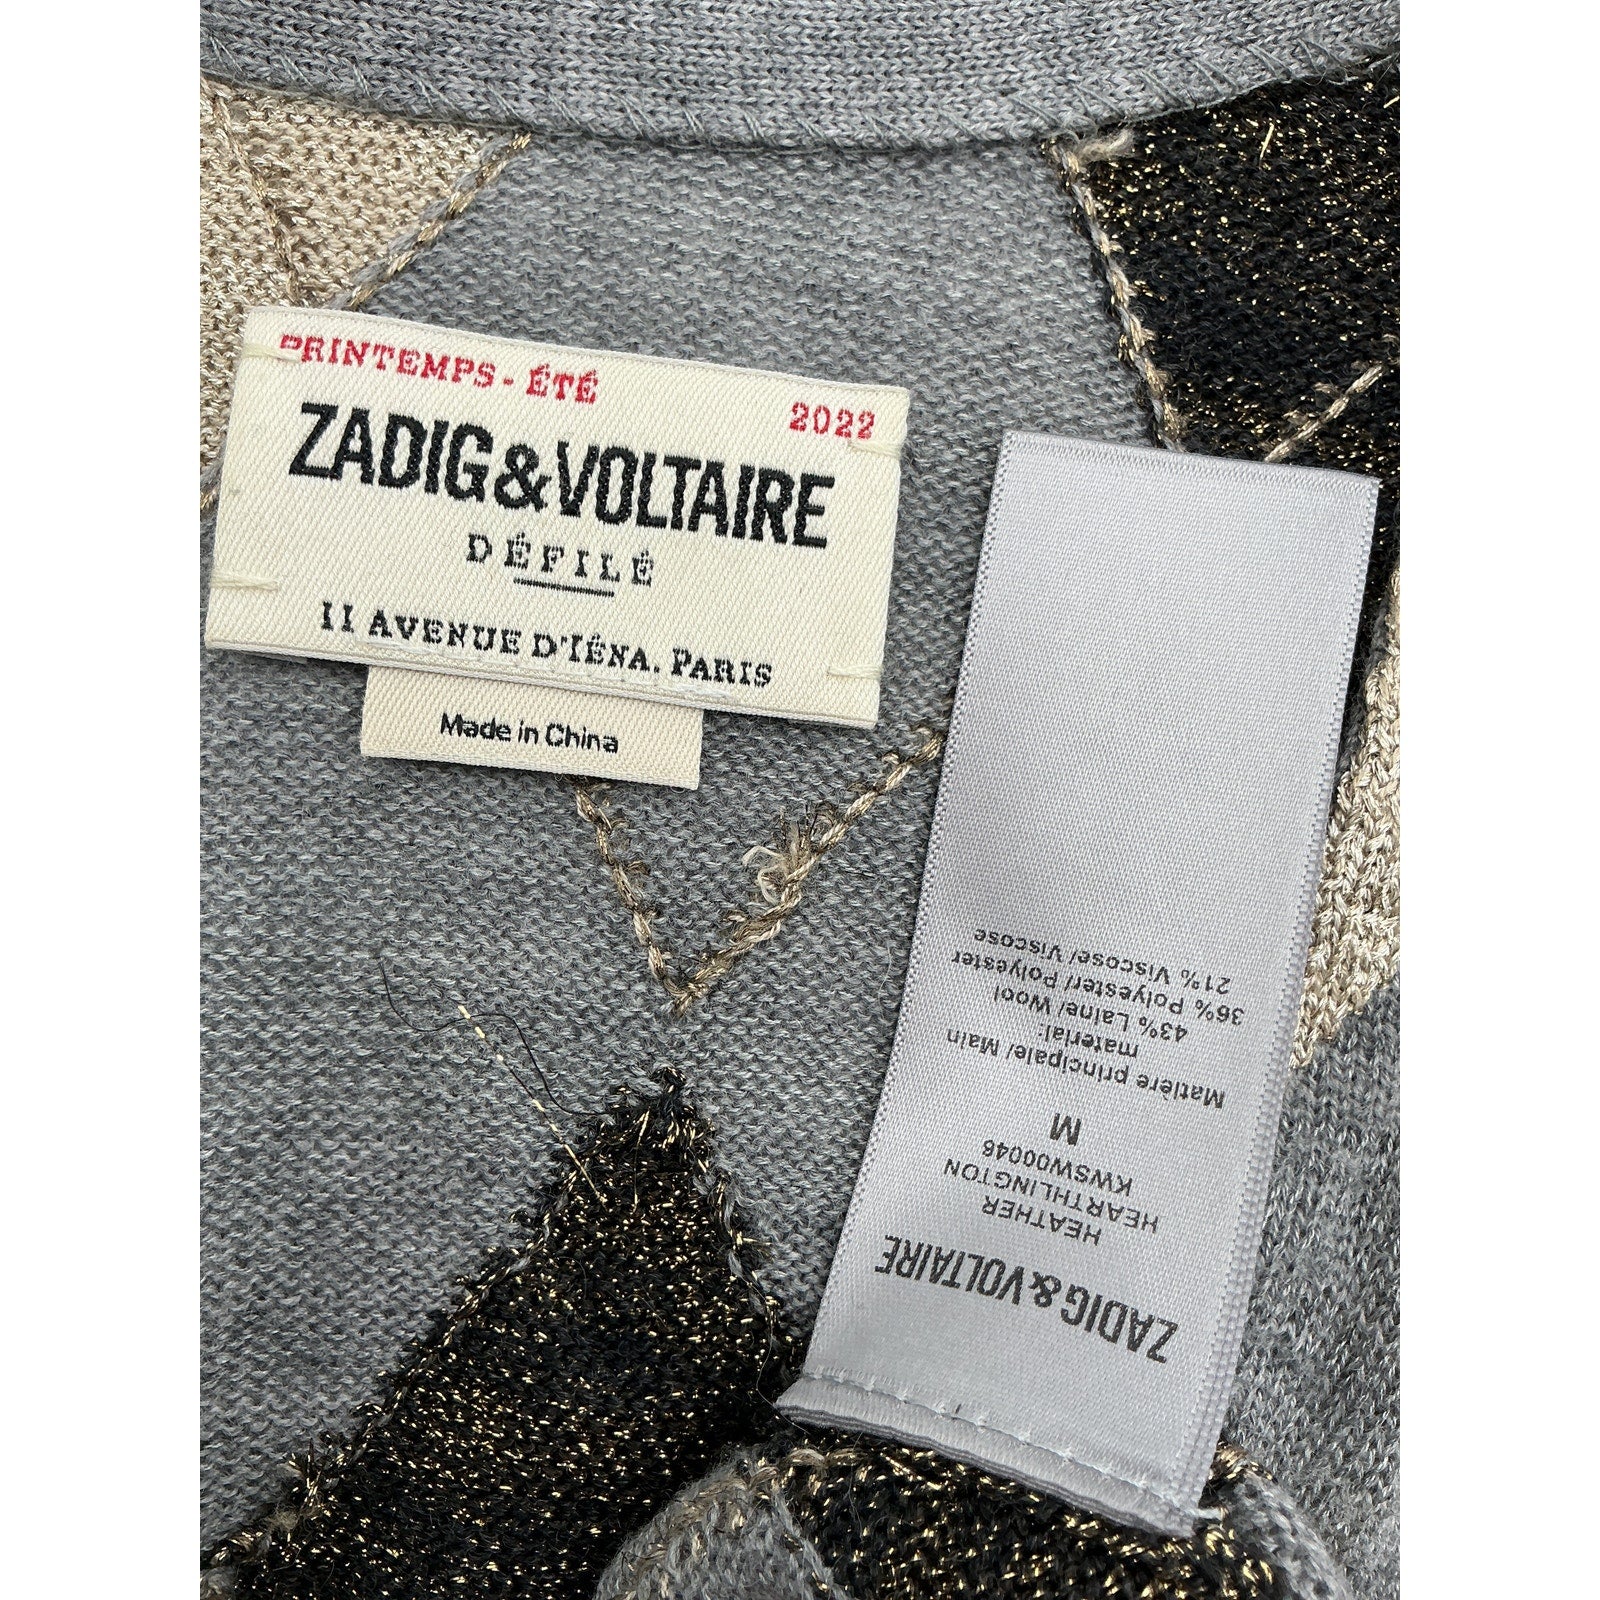 PRINTEMPS - ÉTÉ
2022
ZADIG&VOLTAIRE
DÉFILÉ
11 AVENUE D'IÉNA. PARIS
Made in China
ZADIG & VOLTAIRE
HEATHER
HEARTHLINGTON
KWSW00046
M
Matière principale/ Main
material:
43% Laine/ Wool
36% Polyester/ Polyester
21% Viscose/ Viscose